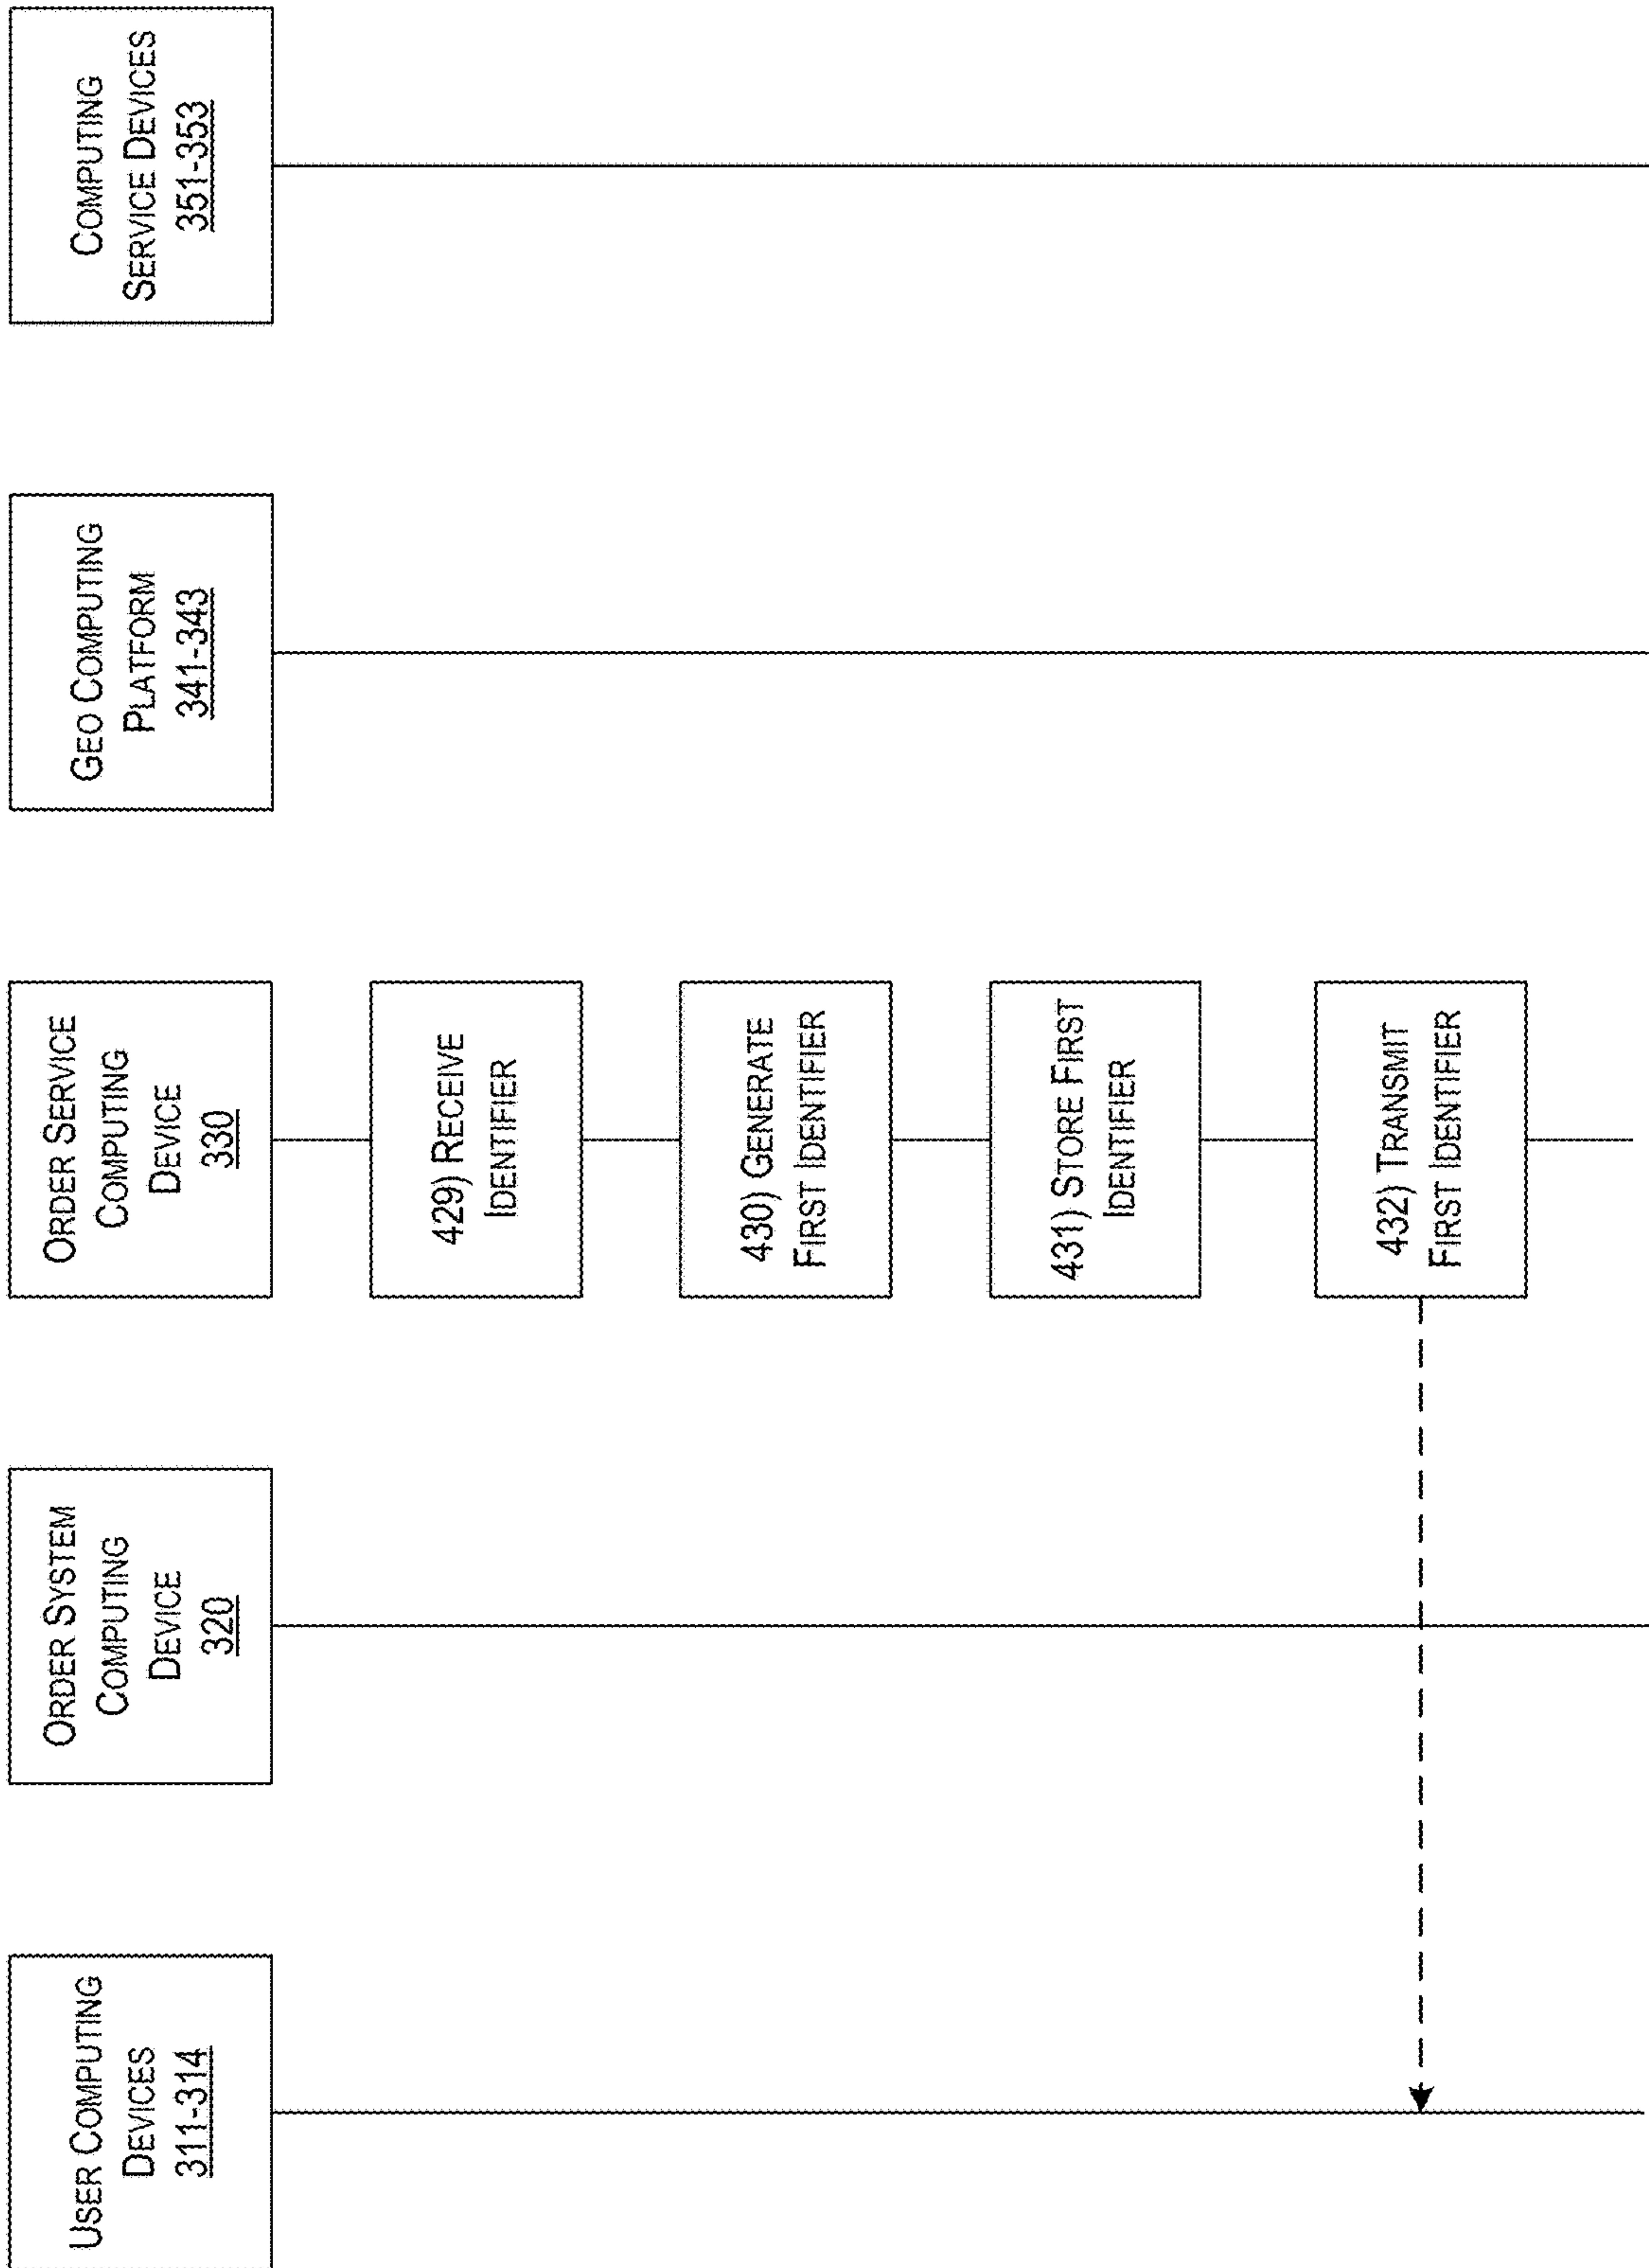 USER COMPUTING
DEVICES
311-314
ORDER SYSTEM
COMPUTING
DEVICE
320
ORDER SERVICE
COMPUTING
DEVICE
330
GEO COMPUTING
PLATFORM
341-343
COMPUTING
SERVICE DEVICES
351-353
429) RECEIVE
IDENTIFIER
430) GENERATE
FIRST IDENTIFIER
431) STORE FIRST
IDENTIFIER
432) TRANSMIT
FIRST IDENTIFIER